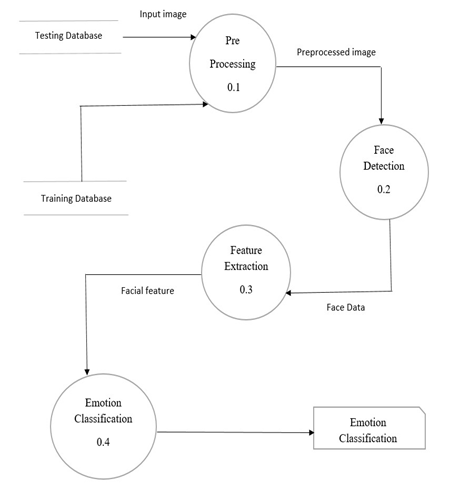 Input image
Testing Database
Pre
Processing
0.1
Preprocessed image
Face
Detection
0.2
Training Database
Feature
Extraction
0.3
Facial feature
Face Data
Emotion
Classification
0.4
Emotion
Classification